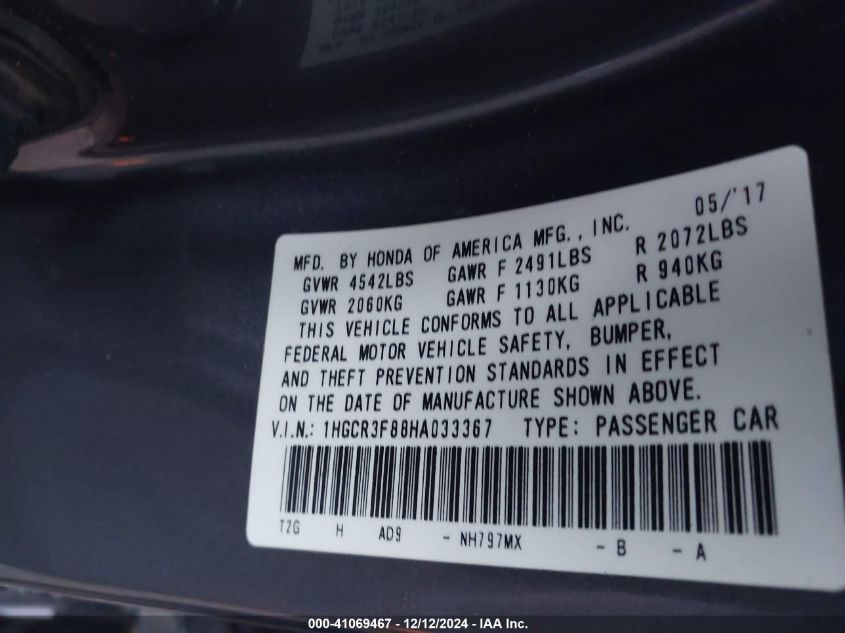 05/'17
MFD. BY HONDA OF AMERICA MFG., INC.
GVWR 4542LBS GAWR F 2491LBS R 2072LBS
GVWR 2060KG GAWR F 1130KG R 940KG
THIS VEHICLE CONFORMS TO ALL APPLICABLE
FEDERAL MOTOR VEHICLE SAFETY, BUMPER,
AND THEFT PREVENTION STANDARDS IN EFFECT
ON THE DATE OF MANUFACTURE SHOWN ABOVE.
V.I.N.: 1HGCR3F88HA033367 TYPE: PASSENGER CAR
T2G H AD9 - NH797MX - B - A
000-41069467 - 12/12/2024 - IAA Inc.